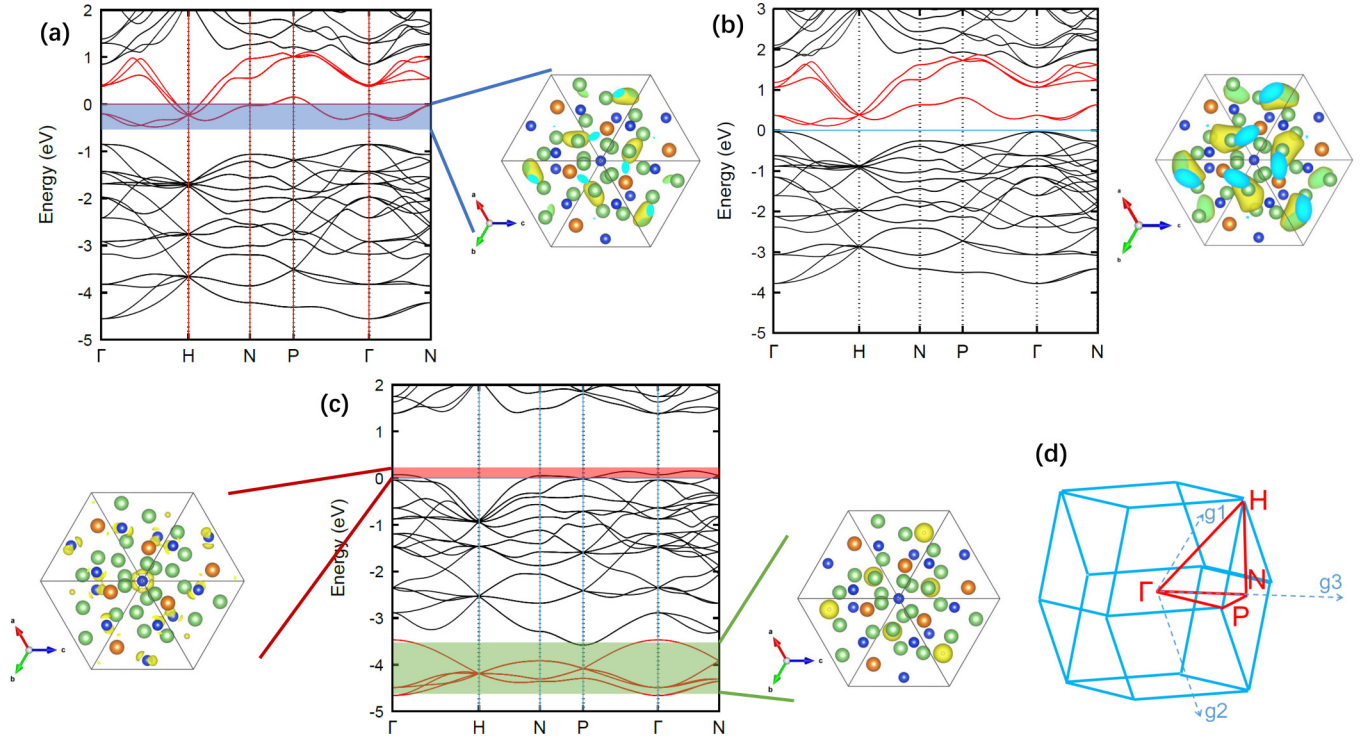 (a)
Energy (eV)
2
1
0
-1
-2
-3
-4
-5
Γ H N P Γ N
a
b
c
(b)
Energy (eV)
3
2
1
0
-1
-2
-3
-4
-5
Γ H N P Γ N
a
b
c
(c)
Energy (eV)
2
1
0
-1
-2
-3
-4
-5
Γ H N P Γ N
a
b
c
a
b
c
(d)
H
g1
N
Γ
g3
P
g2